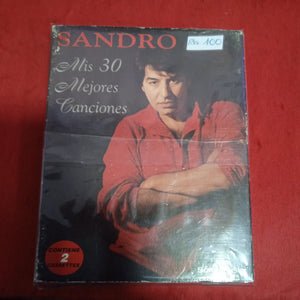 SANDRO
Mis 30
Mejores
Canciones
CONTIENE
2
CASSETTES